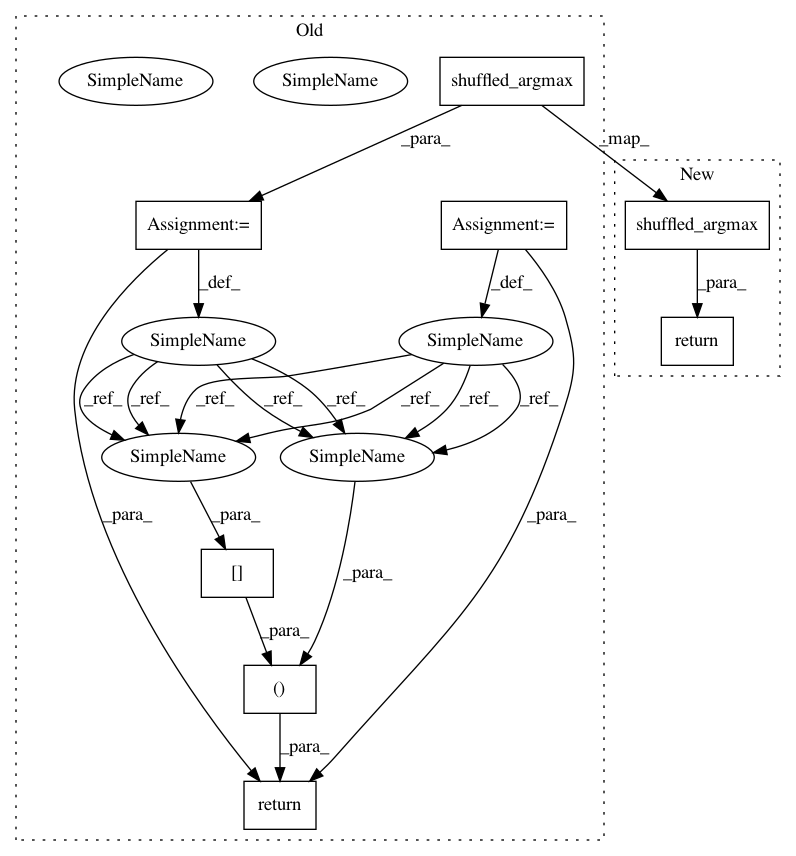 Old
SimpleName
SimpleName
shuffled_argmax
_para_
_map_
New
Assignment:=
Assignment:=
shuffled_argmax
_def_
_def_
_para_
SimpleName
SimpleName
return
_ref_
_ref_
_ref_
_ref_
_ref_
_ref_
_ref_
_ref_
SimpleName
SimpleName
_para_
_para_
_para_
[]
_para_
_para_
()
_para_
return